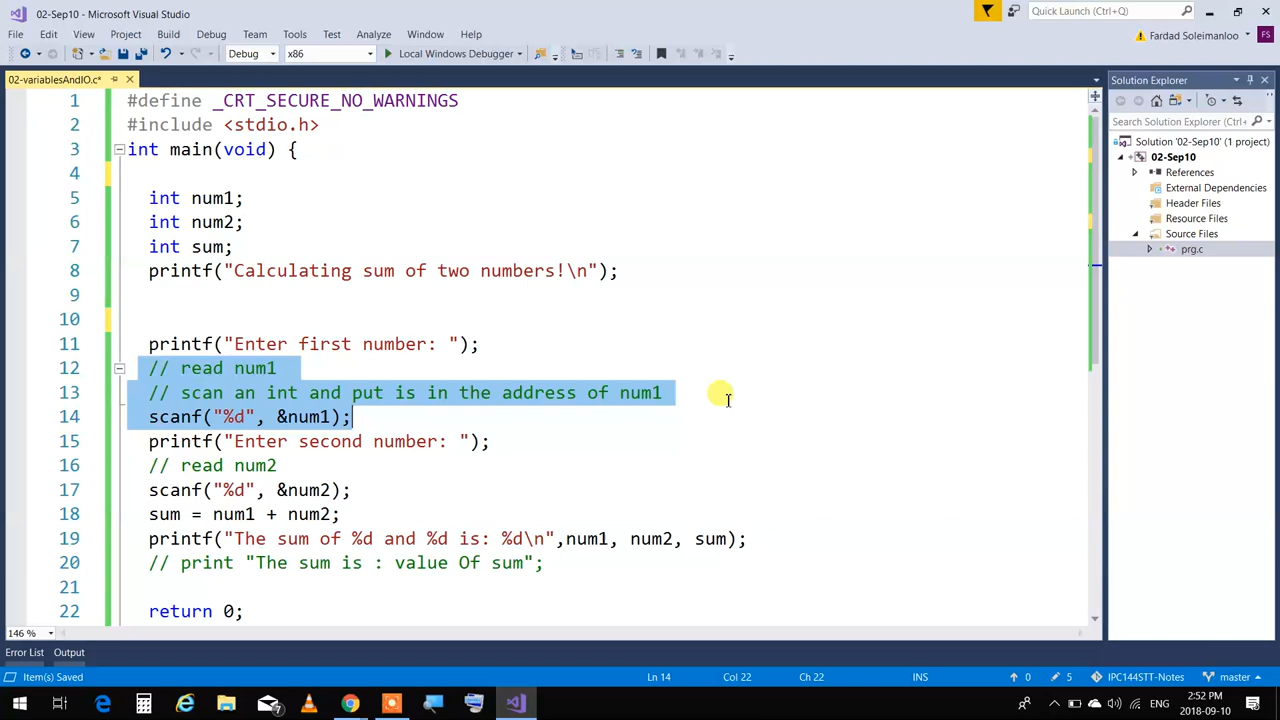 02-Sep10 - Microsoft Visual Studio
Quick Launch (Ctrl+Q)
File Edit View Project Build Debug Team Tools Test Analyze Window Help
Fardad Soleimanloo FS
Debug x86 Local Windows Debugger
02-variablesAndIO.c*
1 #define _CRT_SECURE_NO_WARNINGS
2 #include <stdio.h>
3 int main(void) {
4
5 int num1;
6 int num2;
7 int sum;
8 printf("Calculating sum of two numbers!\n");
9
10
11 printf("Enter first number: ");
12 // read num1
13 // scan an int and put is in the address of num1
14 scanf("%d", &num1);
15 printf("Enter second number: ");
16 // read num2
17 scanf("%d", &num2);
18 sum = num1 + num2;
19 printf("The sum of %d and %d is: %d\n",num1, num2, sum);
20 // print "The sum is : value Of sum";
21
22 return 0;
146 %
Solution Explorer
Search Solution Explorer (Ctrl+
Solution '02-Sep10' (1 project)
02-Sep10
References
External Dependencies
Header Files
Resource Files
Source Files
prg.c
Error List Output
Item(s) Saved Ln 14 Col 22 Ch 22 INS 0 5 IPC144STT-Notes master
7
ENG
2:52 PM
2018-09-10